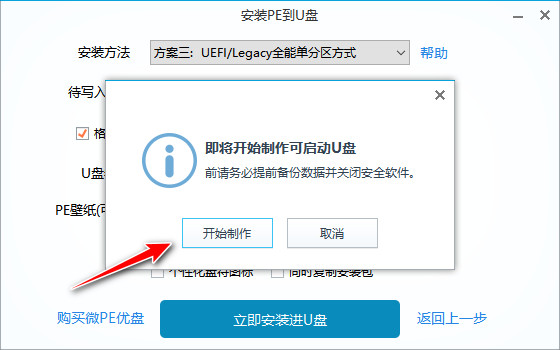 安装PE到U盘
安装方法
方案三：UEFI/Legacy全能单分区方式
帮助
待写入
格
U盘
PE壁纸(可
即将开始制作可启动U盘
前请务必提前备份数据并关闭安全软件。
开始制作
取消
个性化盘符图标
同时复制安装包
购买微PE优盘
立即安装进U盘
返回上一步